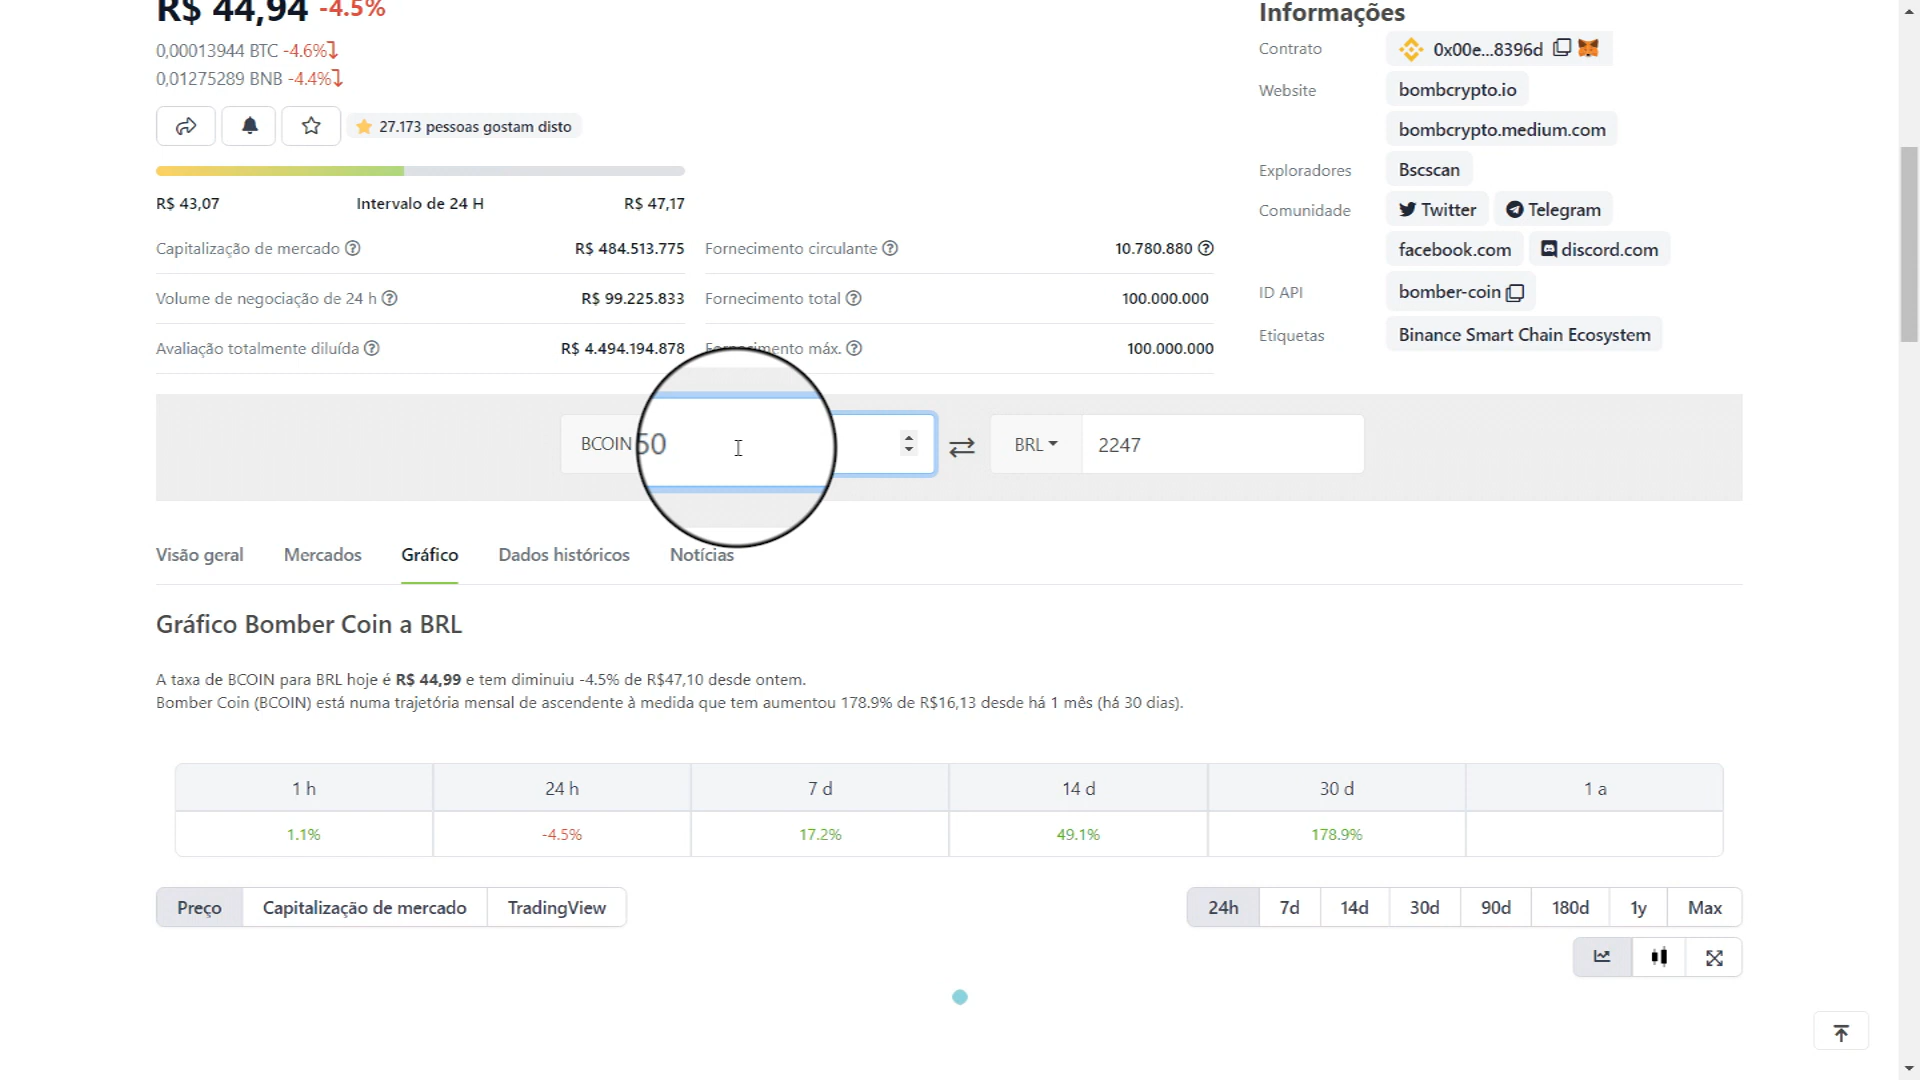 R$ 44,94 -4.5%
0,00013944 BTC -4.6%
0,01275289 BNB -4.4%
27.173 pessoas gostam disto
R$ 43,07 Intervalo de 24 H R$ 47,17
Capitalização de mercado R$ 484.513.775
Volume de negociação de 24 h R$ 99.225.833
Avaliação totalmente diluída R$ 4.494.194.878
Fornecimento circulante 10.780.880
Fornecimento total 100.000.000
Fornecimento máx. 100.000.000
Informações
Contrato 0x00e...8396d
Website bombcrypto.io
bombcrypto.medium.com
Exploradores Bscscan
Comunidade Twitter Telegram
facebook.com discord.com
ID API bomber-coin
Etiquetas Binance Smart Chain Ecosystem
BCOIN 50 BRL 2247
Visão geral Mercados Gráfico Dados históricos Notícias
Gráfico Bomber Coin a BRL
A taxa de BCOIN para BRL hoje é R$ 44,99 e tem diminuiu -4.5% de R$47,10 desde ontem.
Bomber Coin (BCOIN) está numa trajetória mensal de ascendente à medida que tem aumentou 178.9% de R$16,13 desde há 1 mês (há 30 dias).
1 h 24 h 7 d 14 d 30 d 1 a
1.1% -4.5% 17.2% 49.1% 178.9%
Preço Capitalização de mercado TradingView
24h 7d 14d 30d 90d 180d 1y Max